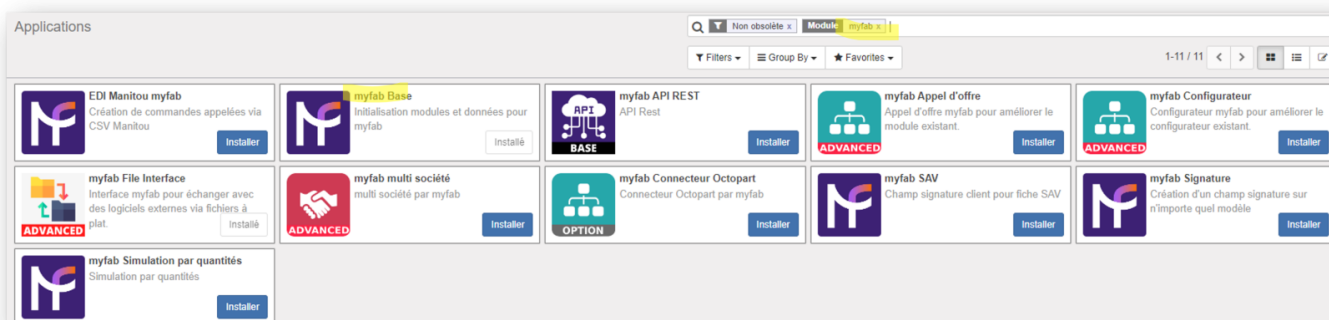 Applications
Non obsolète x Module myfab x
Filters Group By Favorites
1-11 / 11
EDI Manitou myfab
Création de commandes appelées via
CSV Manitou
Installer
myfab Base
Initialisation modules et données pour
myfab
Installé
API
BASE
myfab API REST
API Rest
Installer
ADVANCED
myfab Appel d'offre
Appel d'offre myfab pour améliorer le
module existant.
Installer
ADVANCED
myfab Configurateur
Configurateur myfab pour améliorer le
configurateur existant.
Installer
ADVANCED
myfab File Interface
Interface myfab pour échanger avec
des logiciels externes via fichiers à
plat.
Installé
ADVANCED
myfab multi société
multi société par myfab
Installer
OPTION
myfab Connecteur Octopart
Connecteur Octopart par myfab
Installer
myfab SAV
Champ signature client pour fiche SAV
Installer
myfab Signature
Création d'un champ signature sur
n'importe quel modèle
Installer
myfab Simulation par quantités
Simulation par quantités
Installer